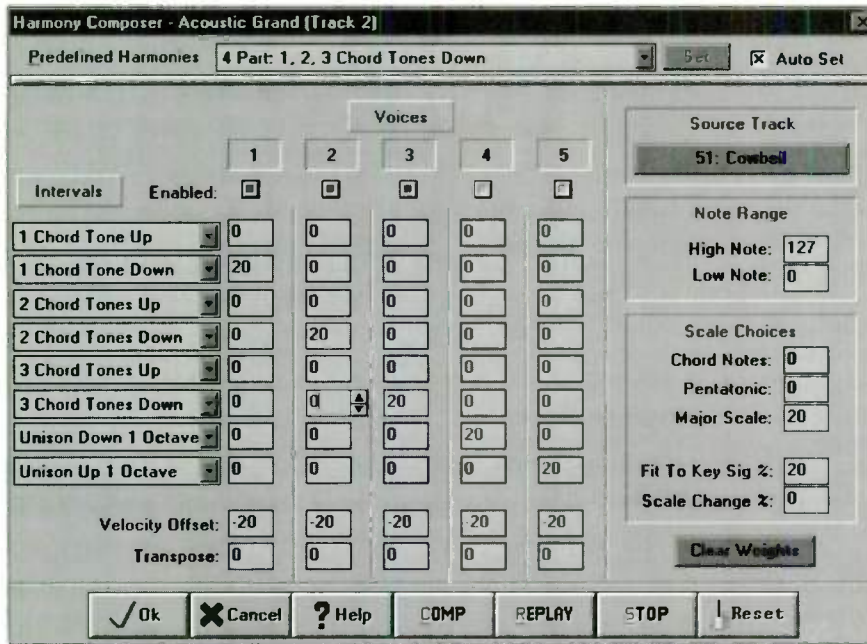 Harmony Composer - Acoustic Grand (Track 2)
Predefined Harmonies 4 Part: 1, 2, 3 Chord Tones Down Set Auto Set
Voices
1 2 3 4 5
Intervals Enabled:
1 Chord Tone Up 0 0 0 0 0
1 Chord Tone Down 20 0 0 0 0
2 Chord Tones Up 0 0 0 0 0
2 Chord Tones Down 0 20 0 0 0
3 Chord Tones Up 0 0 0 0 0
3 Chord Tones Down 0 0 20 0 0
Unison Down 1 Octave 0 0 0 20 0
Unison Up 1 Octave 0 0 0 0 20
Velocity Offset: -20 -20 -20 -20 -20
Transpose: 0 0 0 0 0
Source Track
51: Cowbell
Note Range
High Note: 127
Low Note: 0
Scale Choices
Chord Notes: 0
Pentatonic: 0
Major Scale: 20
Fit To Key Sig %: 20
Scale Change %: 0
Clear Weights
Ok Cancel ? Help COMP REPLAY STOP Reset